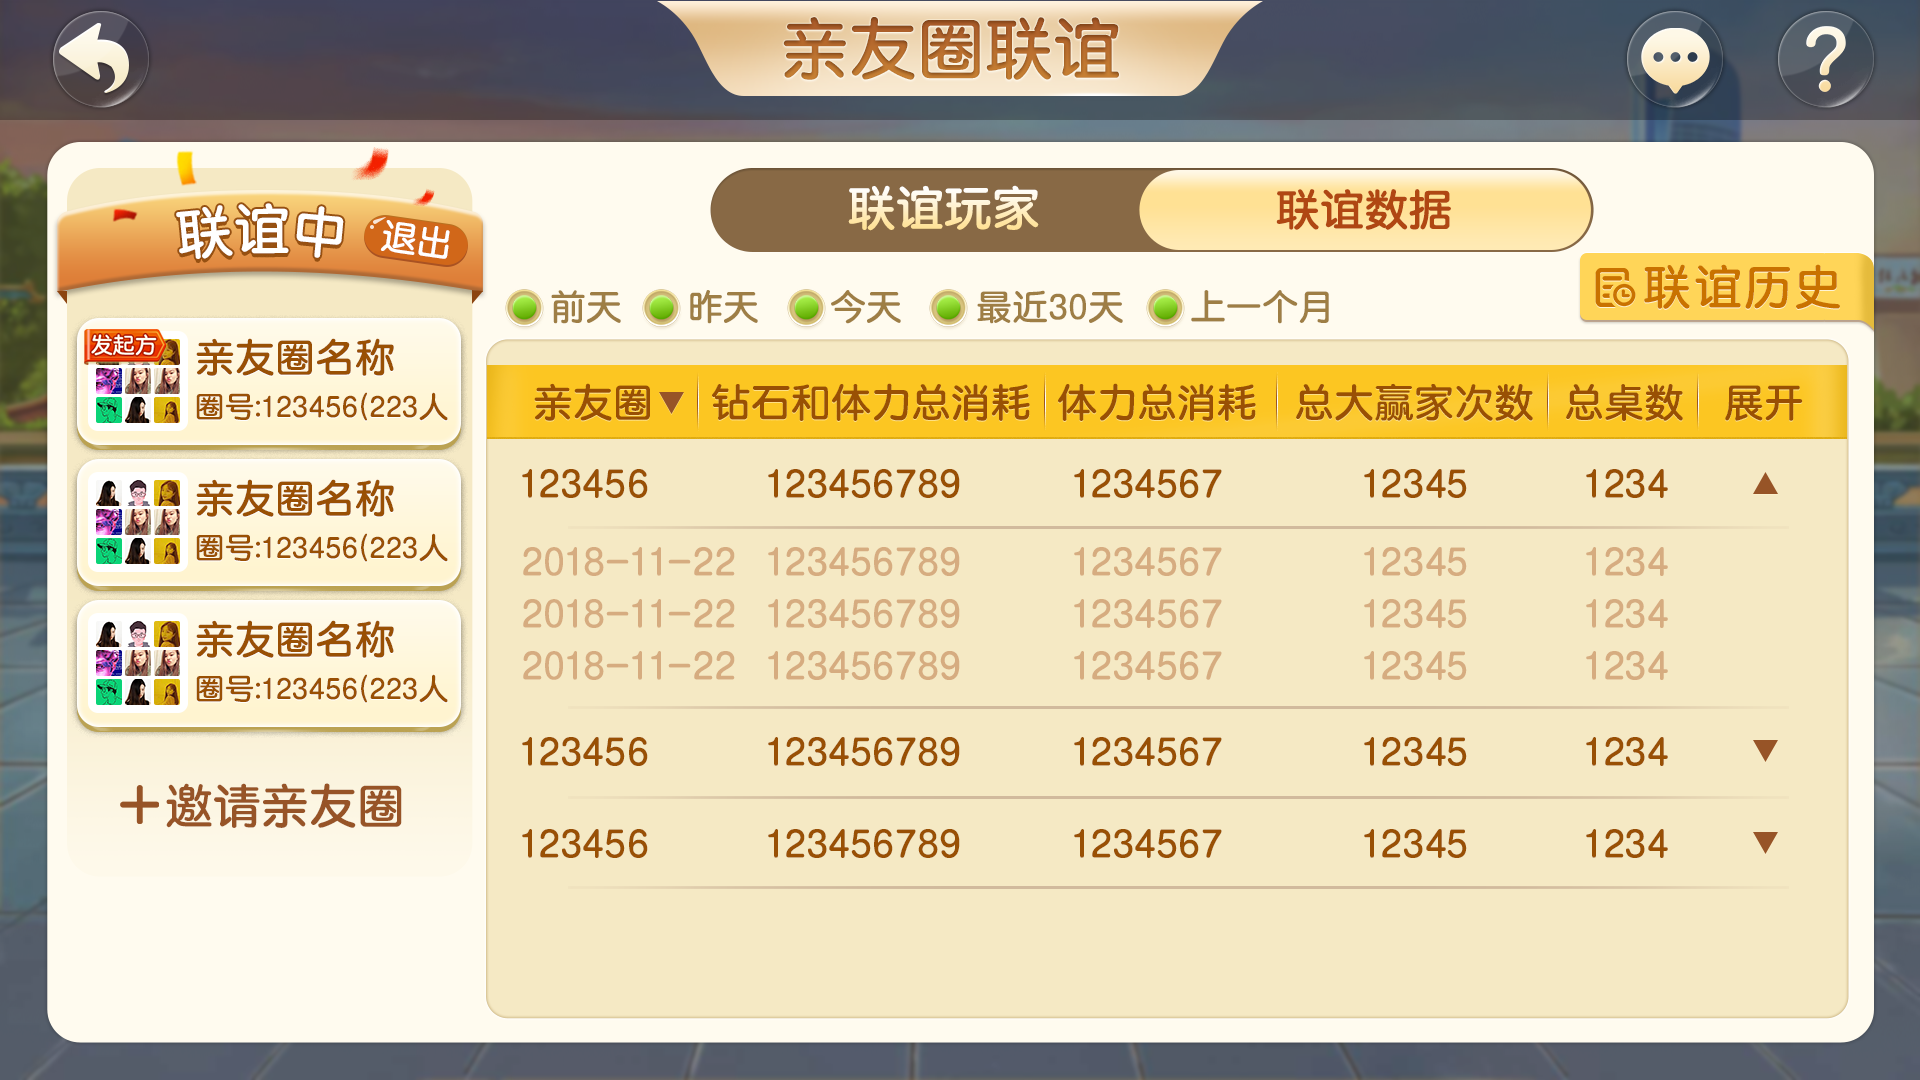 亲友圈联谊
联谊中 退出
发起方
亲友圈名称
圈号:123456(223人
亲友圈名称
圈号:123456(223人
亲友圈名称
圈号:123456(223人
+邀请亲友圈
联谊玩家 联谊数据
联谊历史
前天 昨天 今天 最近30天 上一个月
亲友圈▼ 钻石和体力总消耗 体力总消耗 总大赢家次数 总桌数 展开
123456 123456789 1234567 12345 1234 ▲
2018-11-22 123456789 1234567 12345 1234
2018-11-22 123456789 1234567 12345 1234
2018-11-22 123456789 1234567 12345 1234
123456 123456789 1234567 12345 1234 ▼
123456 123456789 1234567 12345 1234 ▼